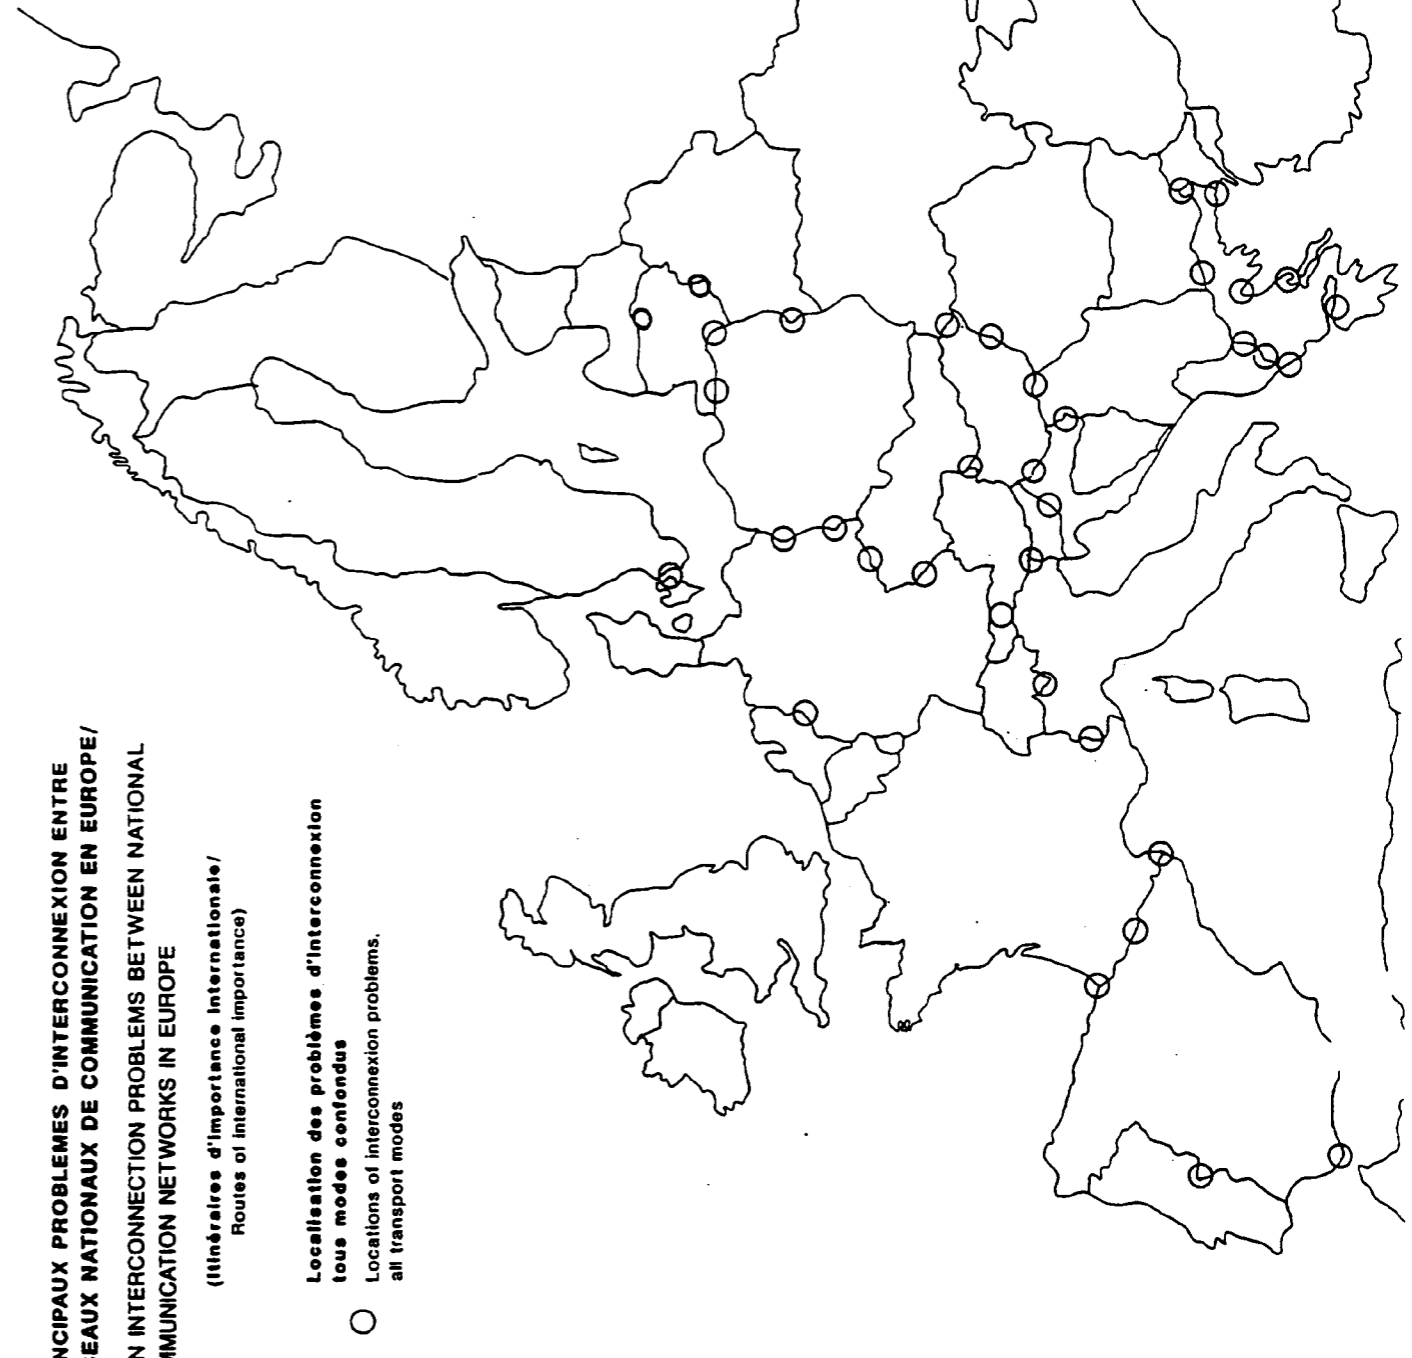 NCIPAUX PROBLEMES D'INTERCONNEXION ENTRE
EAUX NATIONAUX DE COMMUNICATION EN EUROPE/
N INTERCONNECTION PROBLEMS BETWEEN NATIONAL
MUNICATION NETWORKS IN EUROPE
(Itinéraires d'importance internationale/
Routes of international importance)
Localisation des problèmes d'interconnexion
tous modes confondus
Locations of interconnexion problems,
all transport modes